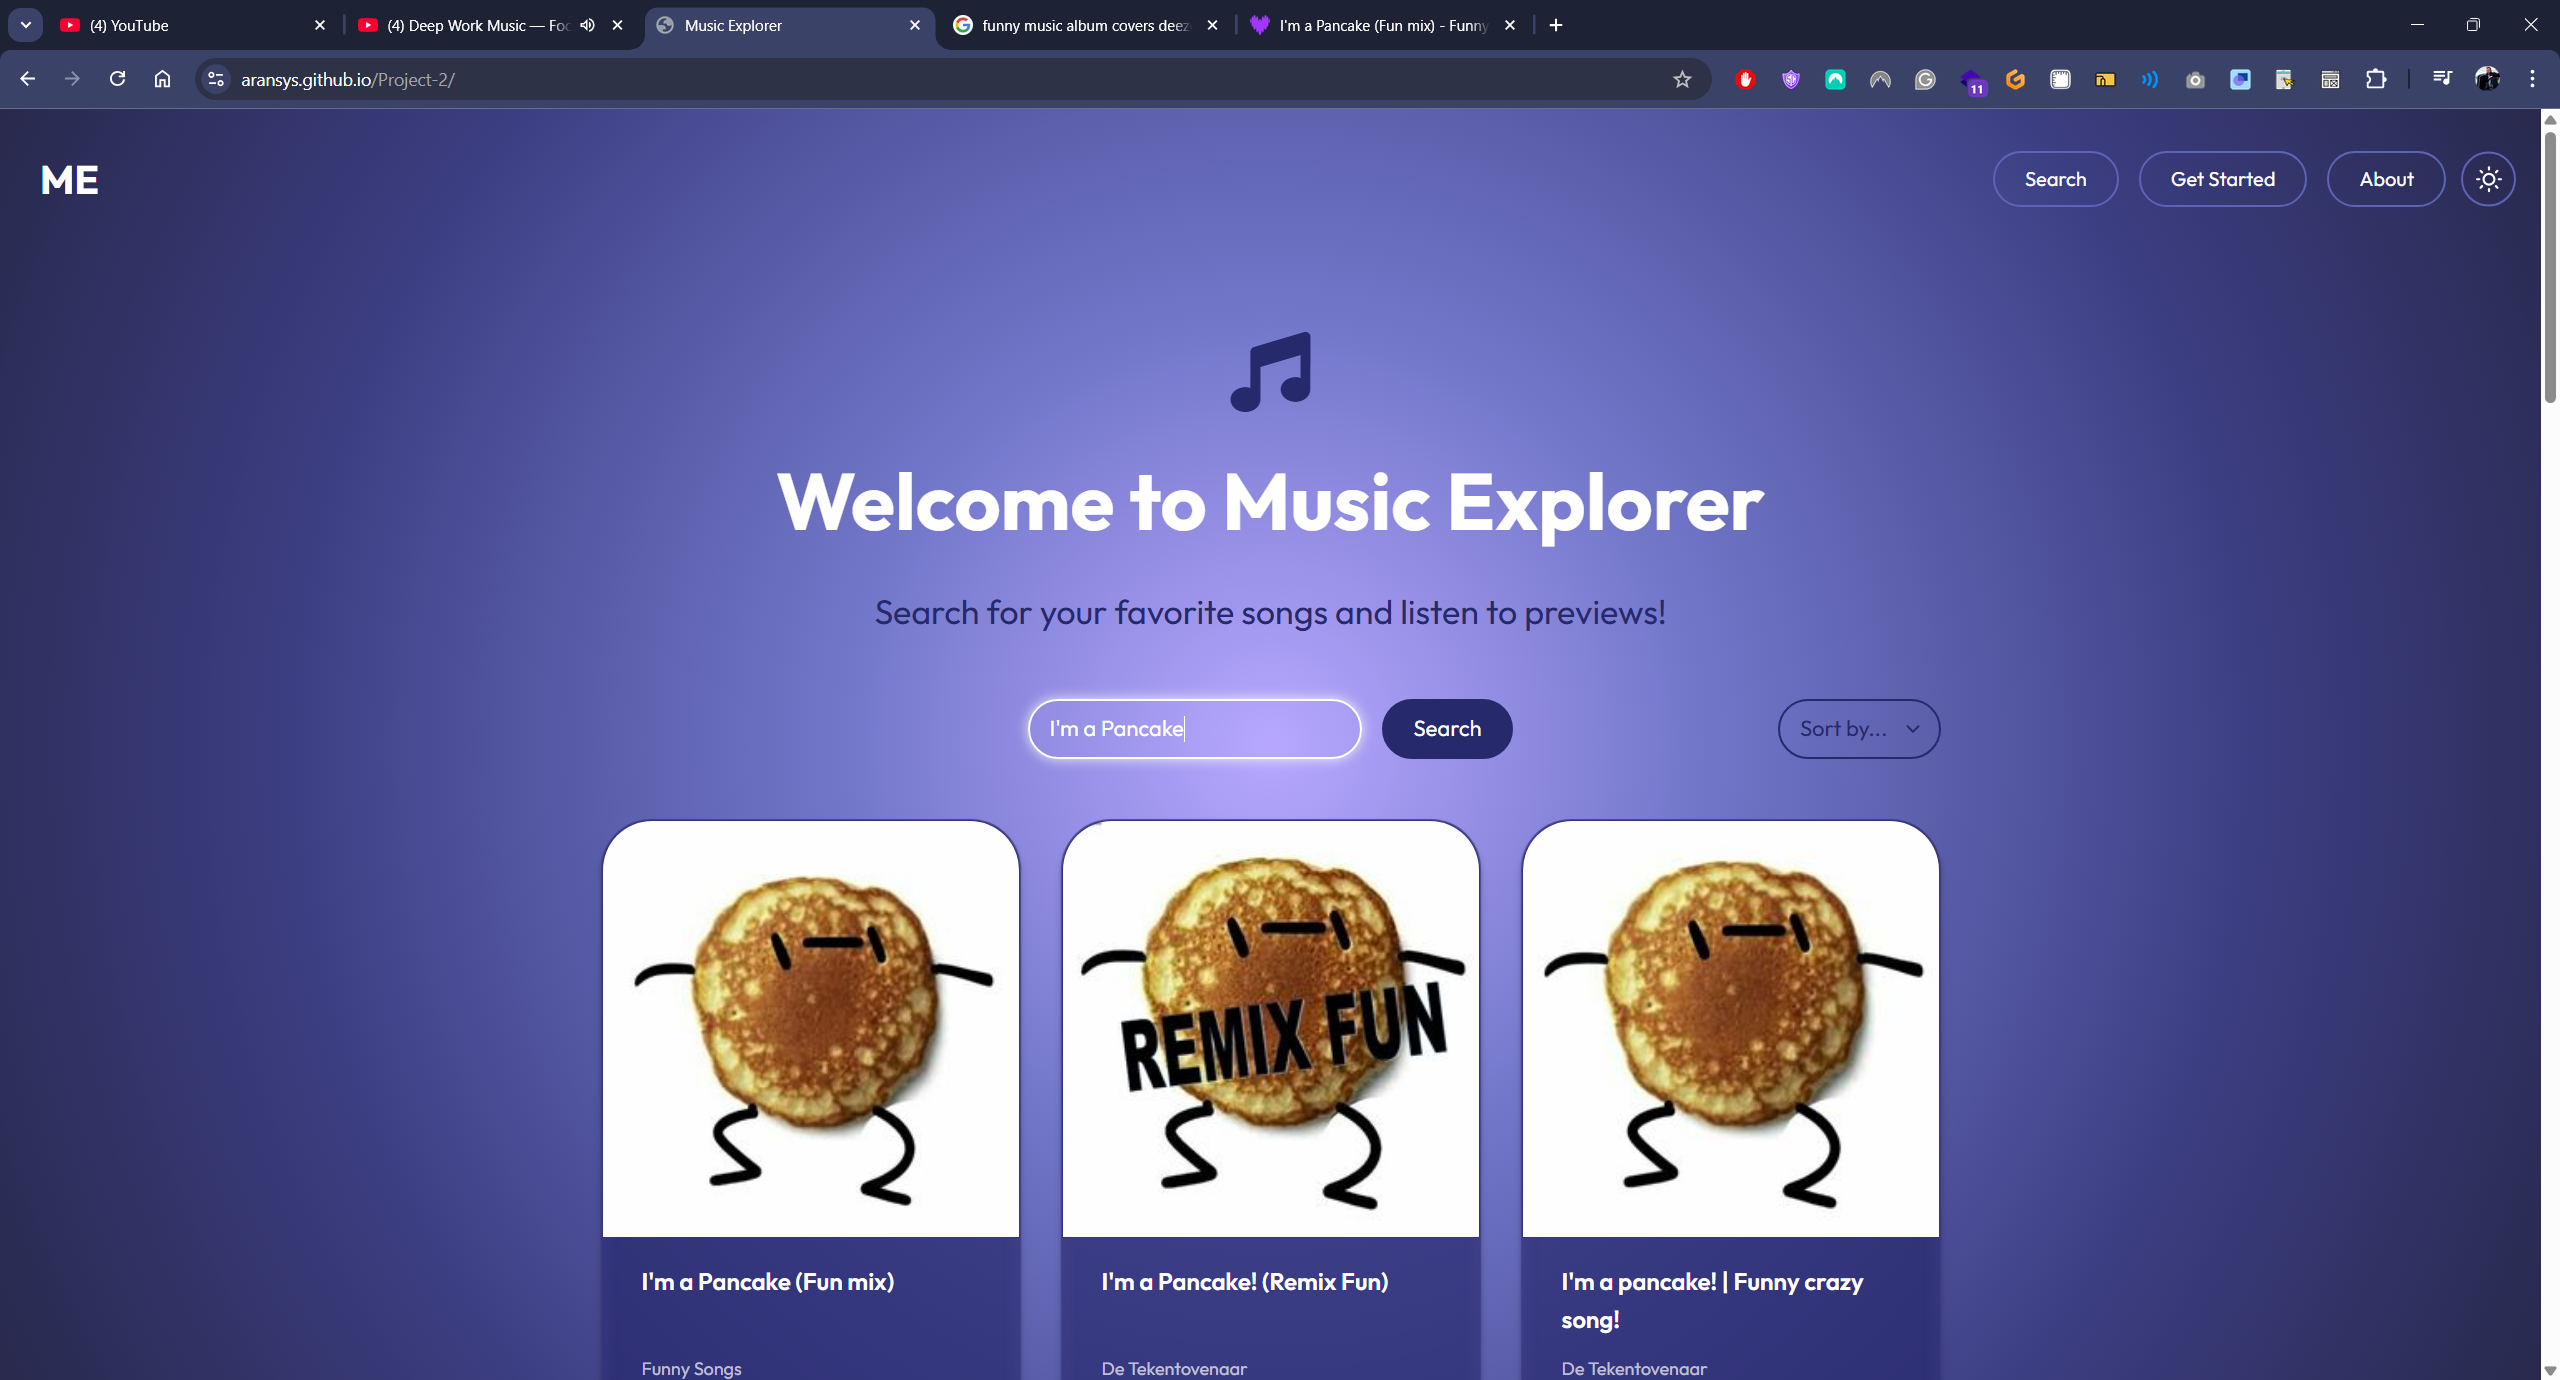 (4) YouTube
(4) Deep Work Music — Foc
Music Explorer
funny music album covers deez
I'm a Pancake (Fun mix) - Funny
aransys.github.io/Project-2/
11
ME
Search
Get Started
About
Welcome to Music Explorer
Search for your favorite songs and listen to previews!
I'm a Pancake
Search
Sort by...
REMIX FUN
I'm a Pancake (Fun mix)
I'm a Pancake! (Remix Fun)
I'm a pancake! | Funny crazy
song!
Funny Songs
De Tekentovenaar
De Tekentovenaar